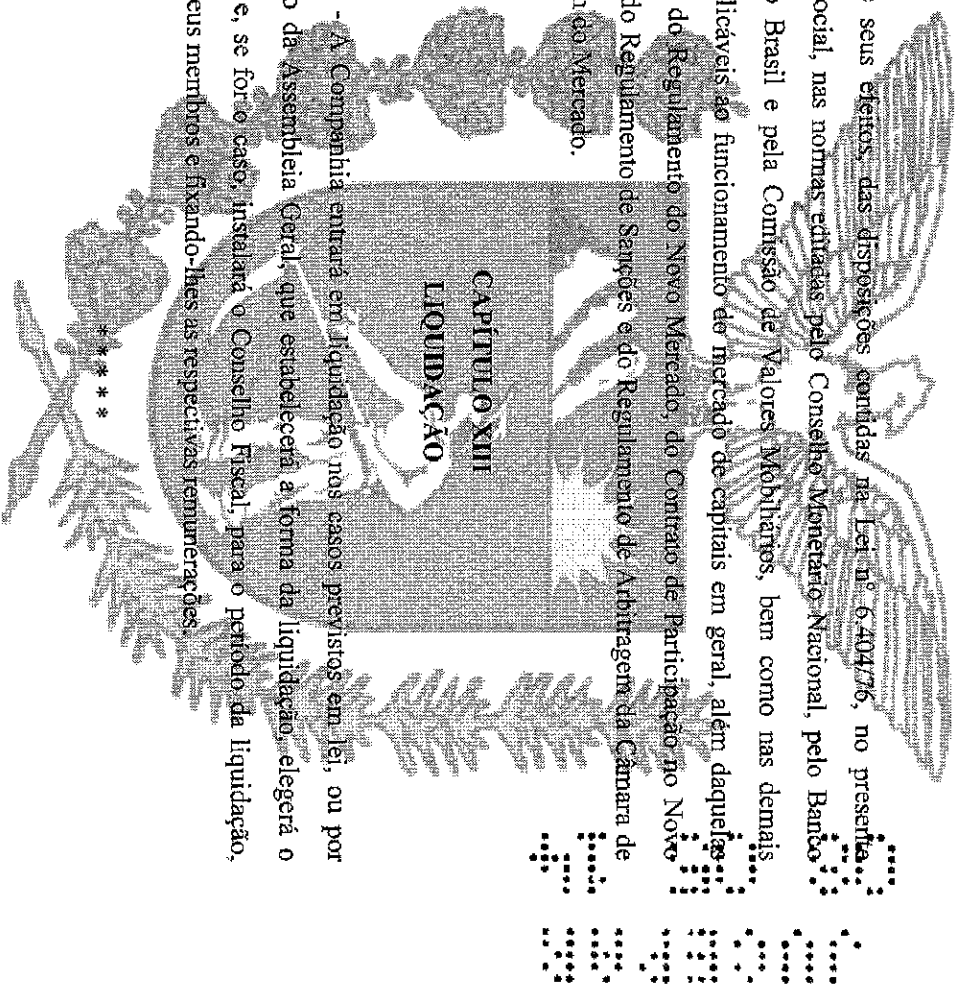 seus efeitos, das disposições contidas na Lei nº 6.404/76, no presente
ocial, nas normas editadas pelo Conselho Monetário Nacional, pelo Banco
o Brasil e pela Comissão de Valores Mobiliários, bem como nas demais
licáveis ao funcionamento do mercado de capitais em geral, além daquelas
do Regulamento do Novo Mercado, do Contrato de Participação no Novo
do Regulamento de Sanções e do Regulamento de Arbitragem da Câmara de
do Mercado.
CAPÍTULO XIII
LIQUIDAÇÃO
- A Companhia entrará em liquidação nos casos previstos em lei, ou por
o da Assembleia Geral, que estabelecerá a forma da liquidação, elegerá o
e, se for o caso, instalará o Conselho Fiscal, para o período da liquidação,
eus membros e fixando-lhes as respectivas remunerações.
*****